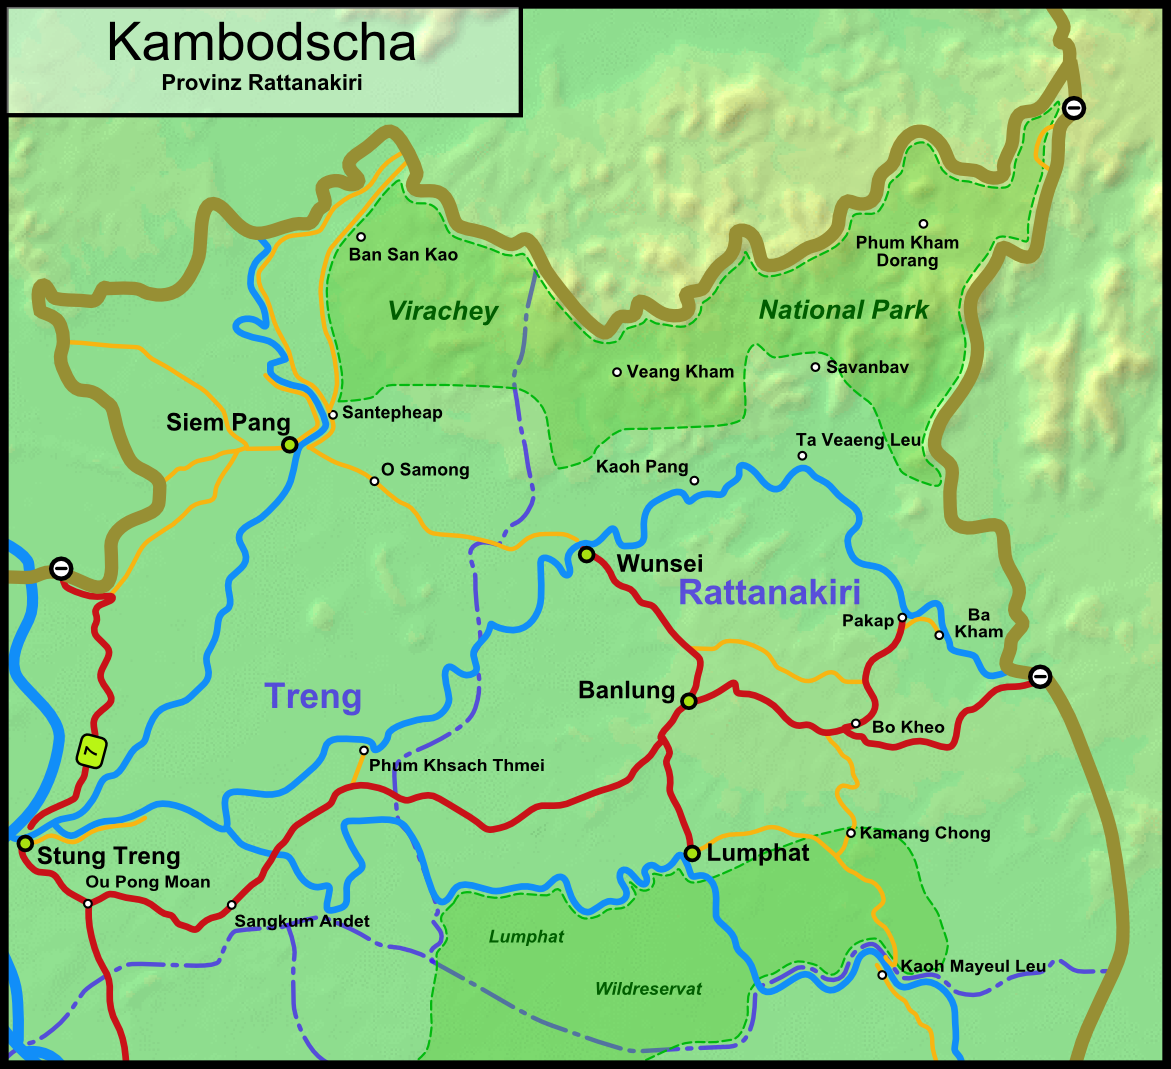 Kambodscha
Provinz Rattanakiri
Phum Kham
Dorang
Ban San Kao
Virachey
National Park
Veang Kham
Savanbav
Santepheap
Siem Pang
Ta Veaeng Leu
O Samong
Kaoh Pang
Wunsei
Rattanakiri
Pakap
Ba
Kham
Treng
Banlung
Bo Kheo
7
Phum Khsach Thmei
Kamang Chong
Stung Treng
Lumphat
Ou Pong Moan
Sangkum Andet
Lumphat
Wildreservat
Kaoh Mayeul Leu